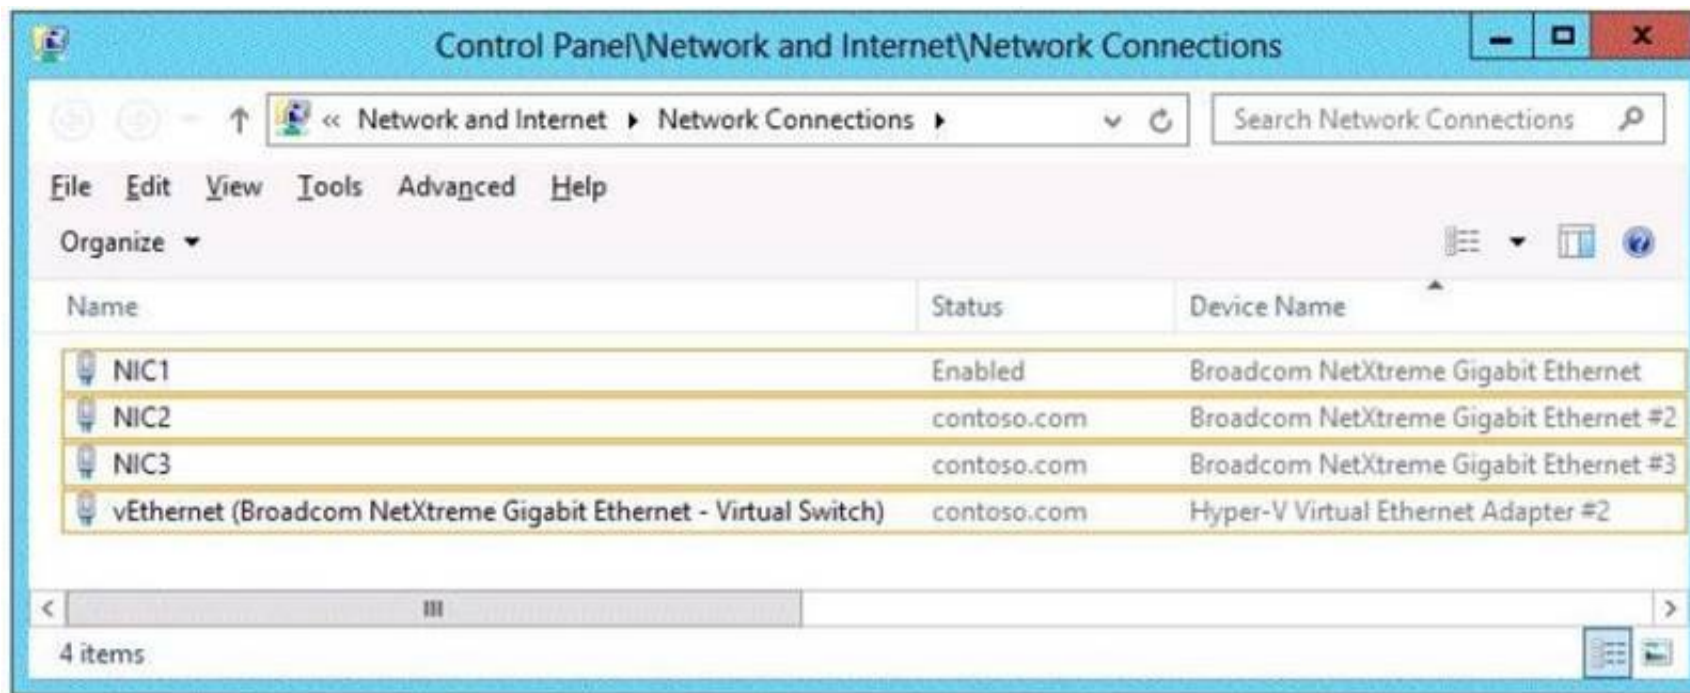 Control Panel\Network and Internet\Network Connections
« Network and Internet Network Connections Search Network Connections
File Edit View Tools Advanced Help
Organize
Name Status Device Name
NIC1 Enabled Broadcom NetXtreme Gigabit Ethernet
NIC2 contoso.com Broadcom NetXtreme Gigabit Ethernet #2
NIC3 contoso.com Broadcom NetXtreme Gigabit Ethernet #3
vEthernet (Broadcom NetXtreme Gigabit Ethernet - Virtual Switch) contoso.com Hyper-V Virtual Ethernet Adapter #2
4 items